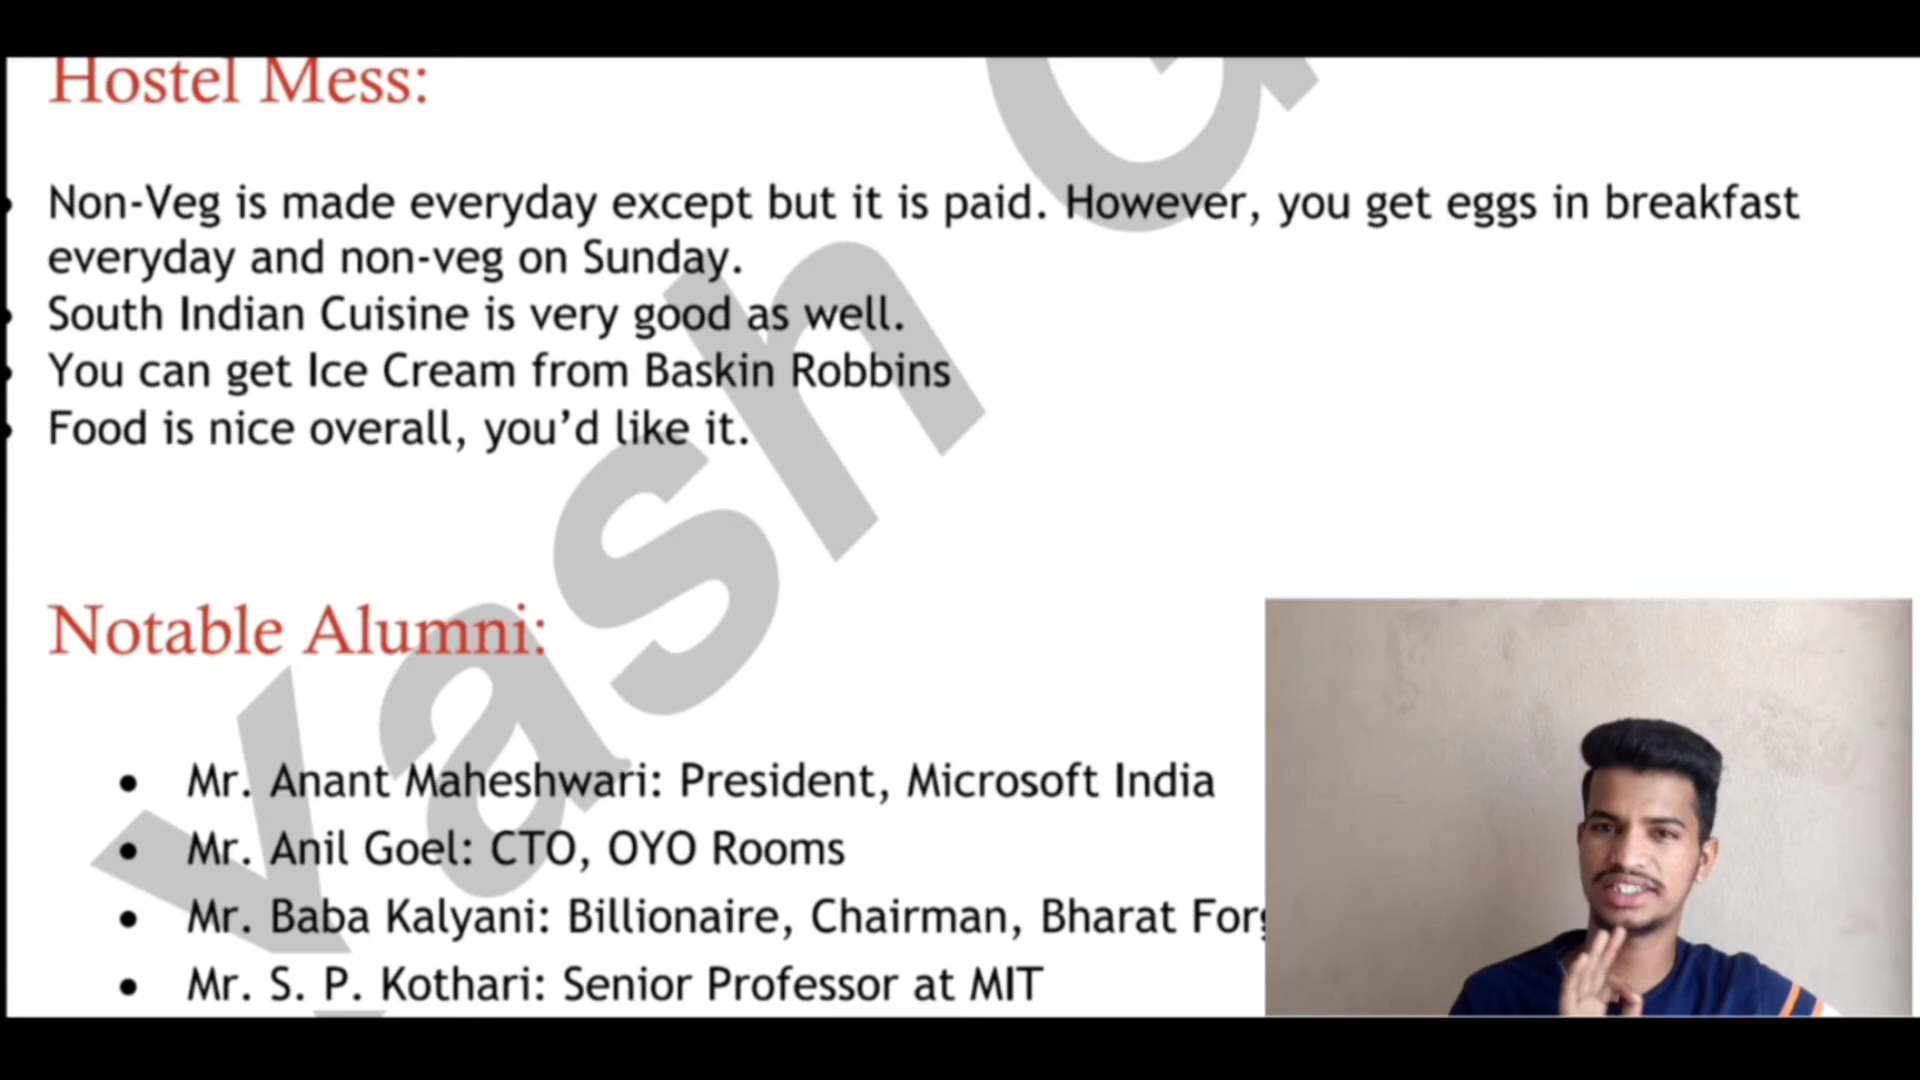 Hostel Mess:
Non-Veg is made everyday except but it is paid. However, you get eggs in breakfast
everyday and non-veg on Sunday.
South Indian Cuisine is very good as well.
You can get Ice Cream from Baskin Robbins
Food is nice overall, you’d like it.
Notable Alumni:
• Mr. Anant Maheshwari: President, Microsoft India
• Mr. Anil Goel: CTO, OYO Rooms
• Mr. Baba Kalyani: Billionaire, Chairman, Bharat Forg
• Mr. S. P. Kothari: Senior Professor at MIT
Yash G